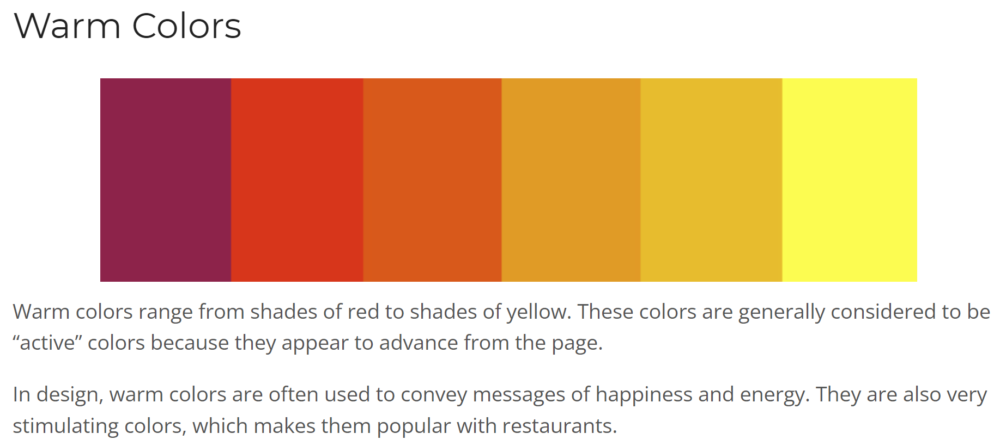 Warm Colors
Warm colors range from shades of red to shades of yellow. These colors are generally considered to be
“active” colors because they appear to advance from the page.
In design, warm colors are often used to convey messages of happiness and energy. They are also very
stimulating colors, which makes them popular with restaurants.